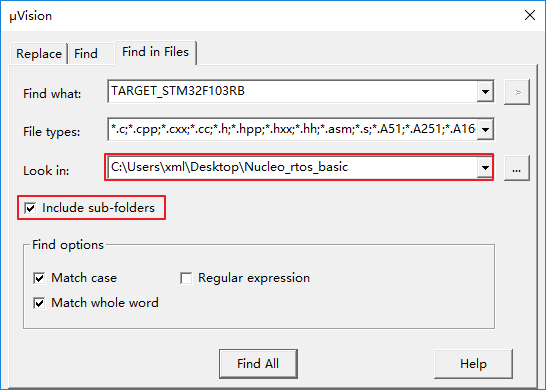 µVision
Replace Find Find in Files
Find what: TARGET_STM32F103RB >
File types: *.c;*.cpp;*.cxx;*.cc;*.h;*.hpp;*.hxx;*.hh;*.asm;*.s;*.A51;*.A251;*.A16
Look in: C:\Users\xml\Desktop\Nucleo_rtos_basic ...
Include sub-folders
Find options
Match case Regular expression
Match whole word
Find All Help